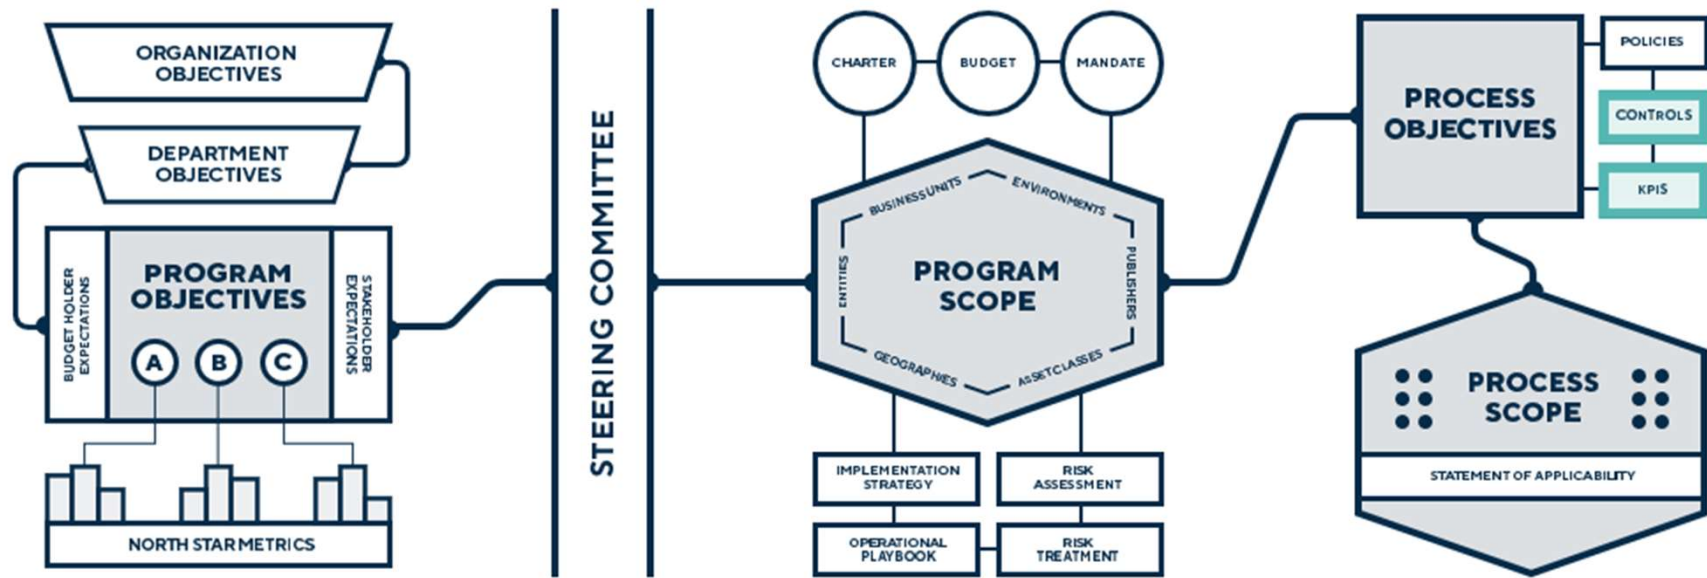 ORGANIZATION
OBJECTIVES
DEPARTMENT
OBJECTIVES
BUDGET HOLDER
EXPECTATIONS
PROGRAM
OBJECTIVES
A B C
STAKEHOLDER
EXPECTATIONS
NORTH STAR METRICS
STEERING COMMITTEE
CHARTER
BUDGET
MANDATE
BUSINESS UNITS
ENVIRONMENTS
ENTITIES
PROGRAM
SCOPE
PUBLISHERS
GEOGRAPHIES
ASSET CLASSES
IMPLEMENTATION
STRATEGY
RISK
ASSESSMENT
OPERATIONAL
PLAYBOOK
RISK
TREATMENT
PROCESS
OBJECTIVES
POLICIES
CONTROLS
KPIS
PROCESS
SCOPE
STATEMENT OF APPLICABILITY